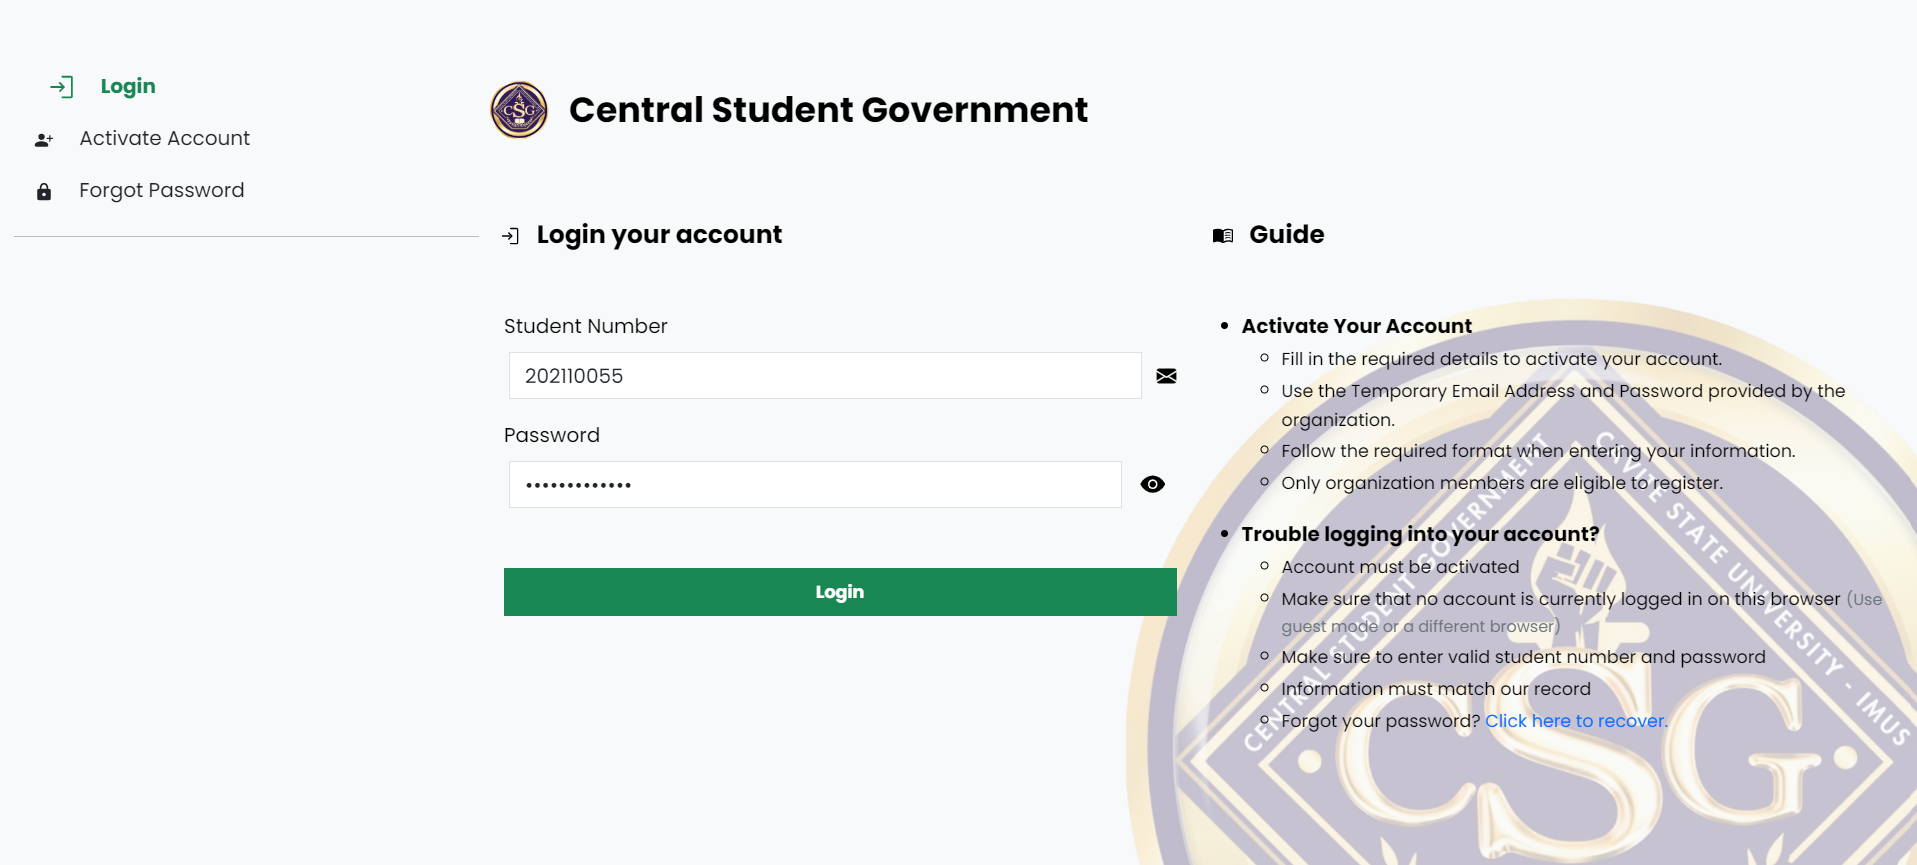 Login
Activate Account
Forgot Password
CSG
Central Student Government
Login your account
Student Number
202110055
Password
•••••••••••••
Login
Guide
• Activate Your Account
○ Fill in the required details to activate your account.
○ Use the Temporary Email Address and Password provided by the
organization.
○ Follow the required format when entering your information.
○ Only organization members are eligible to register.
• Trouble logging into your account?
○ Account must be activated
○ Make sure that no account is currently logged in on this browser (Use
guest mode or a different browser)
○ Make sure to enter valid student number and password
○ Information must match our record
○ Forgot your password? Click here to recover.
CENTRAL STUDENT GOVERNMENT
CAVITE STATE UNIVERSITY - IMUS
CSG